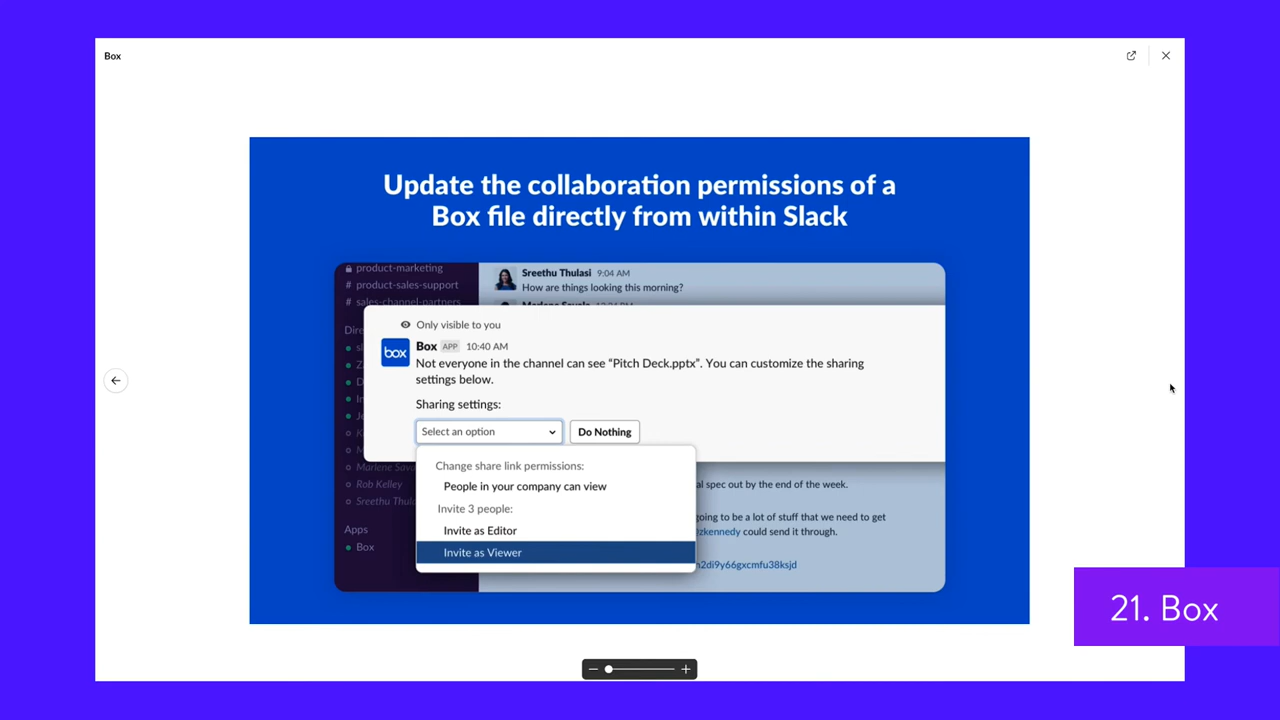 Box
Update the collaboration permissions of a
Box file directly from within Slack
product-marketing
# product-sales-support
# sales-channel-partners
Sreethu Thulasi 9:04 AM
How are things looking this morning?
Only visible to you
box
Box APP 10:40 AM
Not everyone in the channel can see “Pitch Deck.pptx”. You can customize the sharing
settings below.
Sharing settings:
Select an option
Do Nothing
Change share link permissions:
People in your company can view
Invite 3 people:
Invite as Editor
Invite as Viewer
Rob Kelley
Apps
Box
al spec out by the end of the week.
going to be a lot of stuff that we need to get
zkennedy could send it through.
n2di9y66gxcmfu38ksjd
21. Box